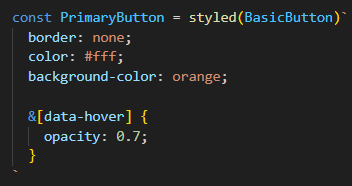 const PrimaryButton = styled(BasicButton)`
  border: none;
  color: #fff;
  background-color: orange;

  &[data-hover] {
    opacity: 0.7;
  }
`